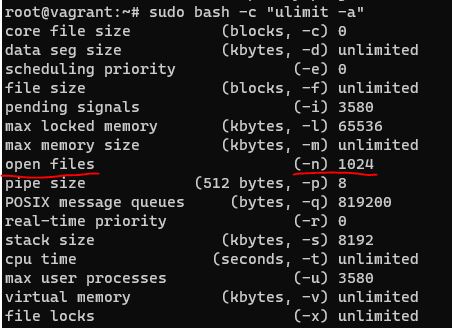 root@vagrant:~# sudo bash -c "ulimit -a"
core file size (blocks, -c) 0
data seg size (kbytes, -d) unlimited
scheduling priority (-e) 0
file size (blocks, -f) unlimited
pending signals (-i) 3580
max locked memory (kbytes, -l) 65536
max memory size (kbytes, -m) unlimited
open files (-n) 1024
pipe size (512 bytes, -p) 8
POSIX message queues (bytes, -q) 819200
real-time priority (-r) 0
stack size (kbytes, -s) 8192
cpu time (seconds, -t) unlimited
max user processes (-u) 3580
virtual memory (kbytes, -v) unlimited
file locks (-x) unlimited